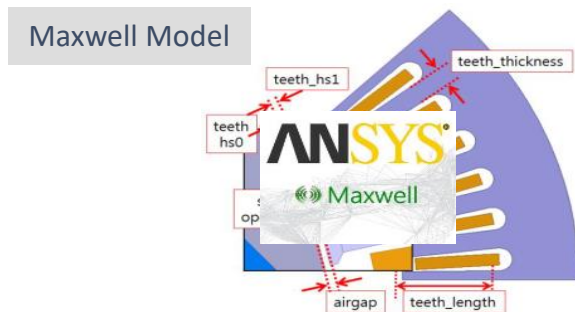 Maxwell Model
teeth_hs1
teeth_thickness
teeth
hs0
ANSYS®
Maxwell
airgap
teeth_length